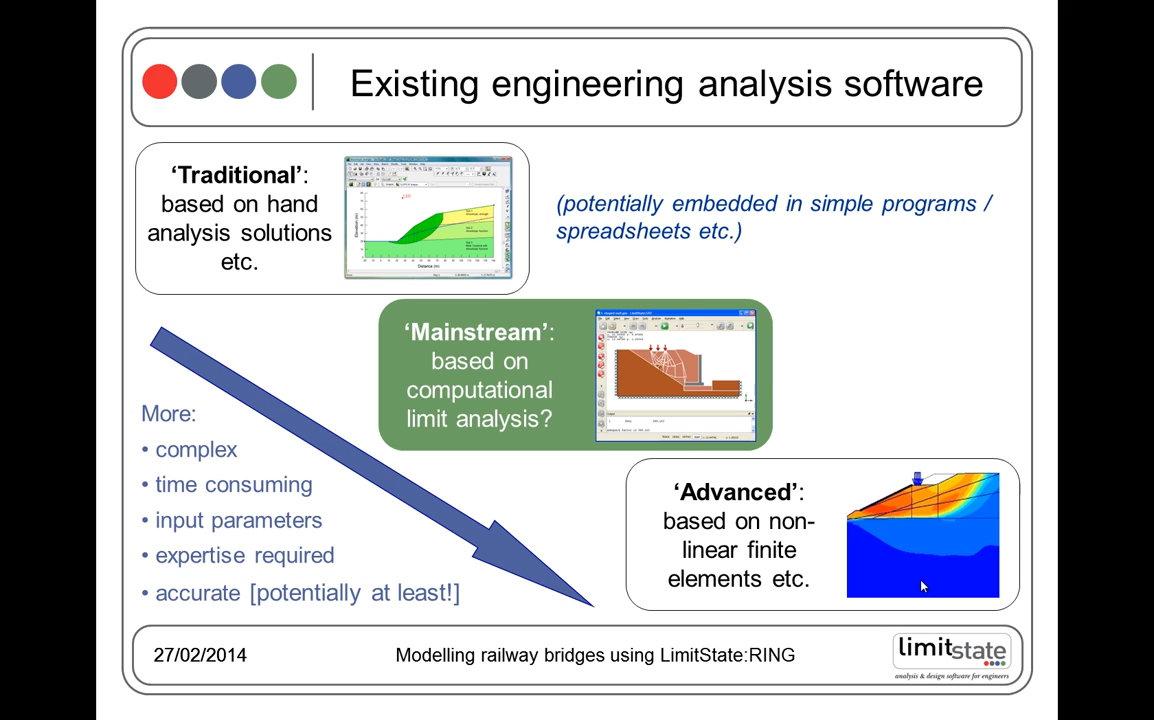 Existing engineering analysis software
‘Traditional’:
based on hand
analysis solutions
etc.
Elevation (m)
Distance (m)
(potentially embedded in simple programs /
spreadsheets etc.)
‘Mainstream’:
based on
computational
limit analysis?
More:
• complex
• time consuming
• input parameters
• expertise required
• accurate [potentially at least!]
‘Advanced’:
based on non-
linear finite
elements etc.
27/02/2014
Modelling railway bridges using LimitState:RING
limitstate
analysis & design software for engineers